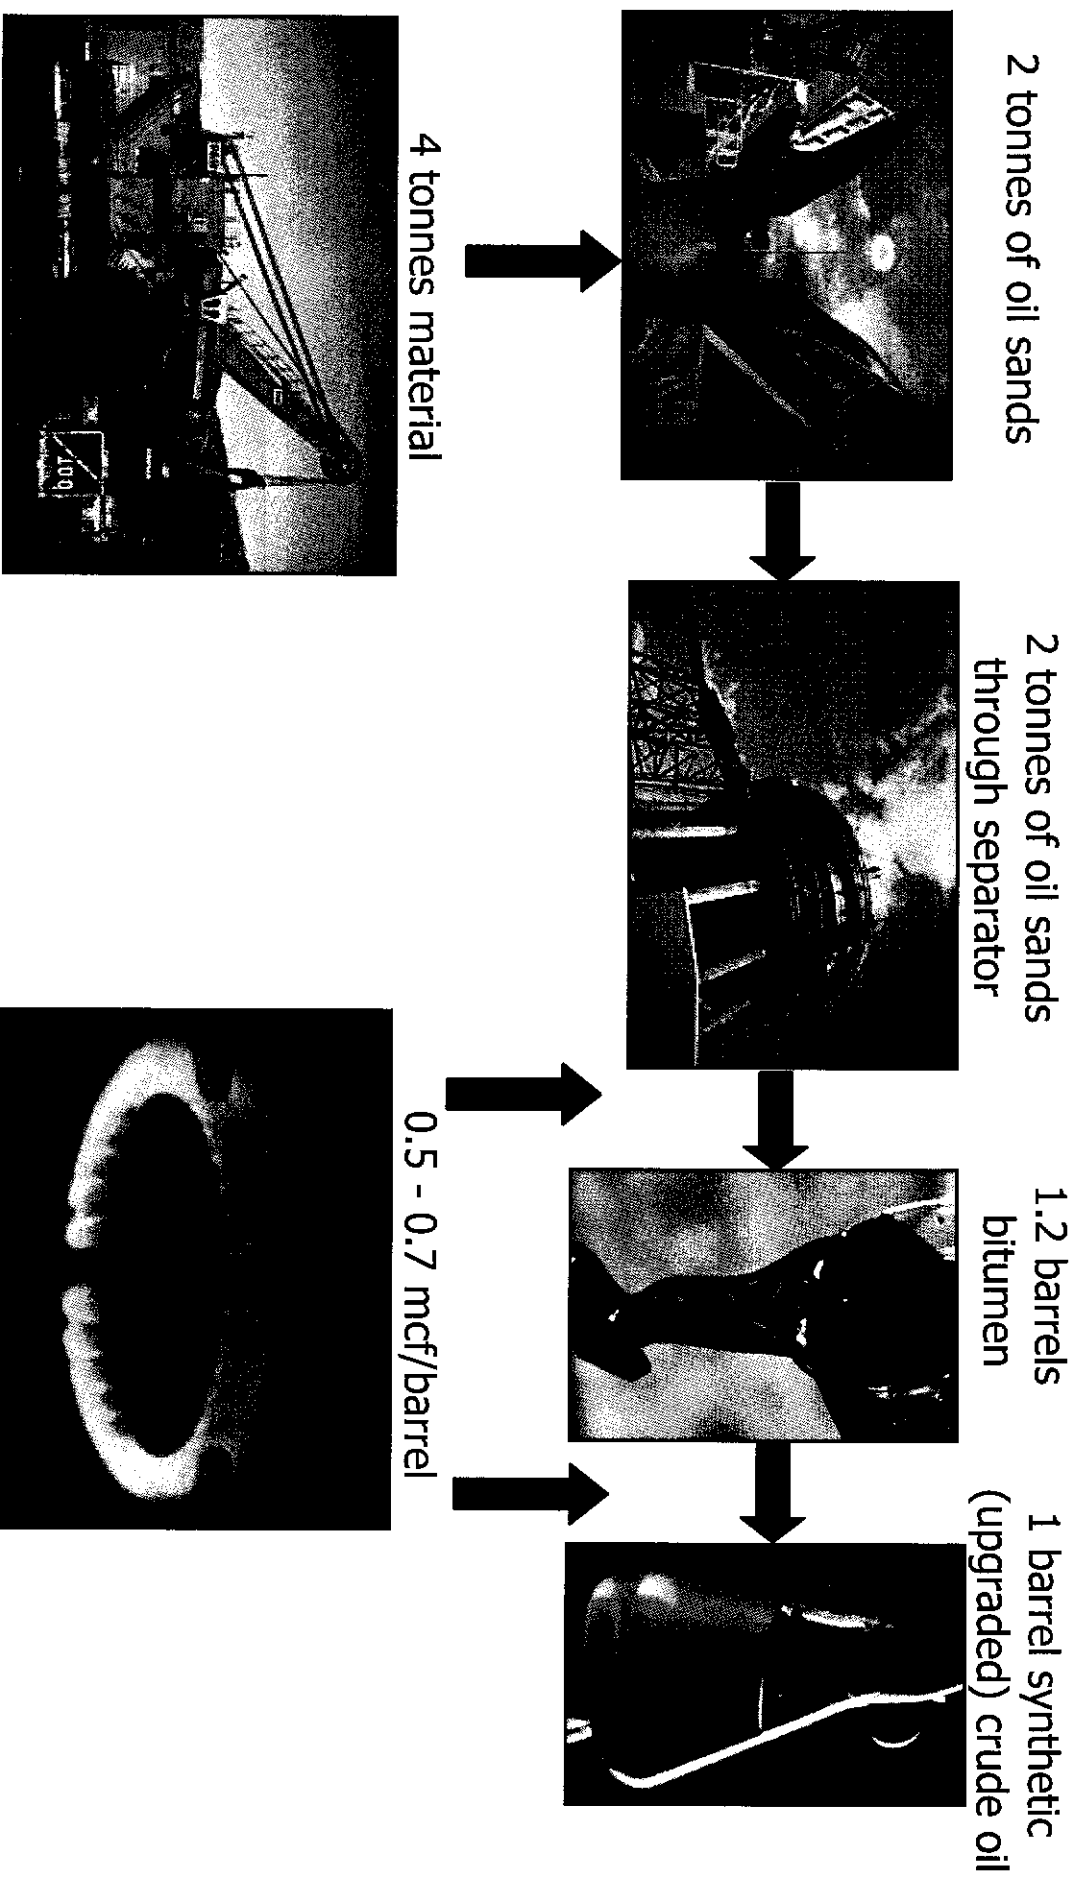 2 tonnes of oil sands
2 tonnes of oil sands
through separator
1.2 barrels
bitumen
1 barrel synthetic
(upgraded) crude oil
4 tonnes material
0.5 - 0.7 mcf/barrel